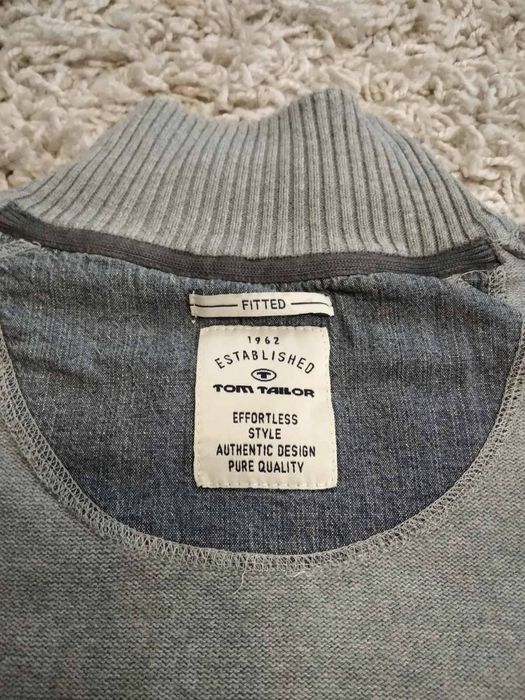 FITTED
1962
ESTABLISHED
TOM TAILOR
EFFORTLESS
STYLE
AUTHENTIC DESIGN
PURE QUALITY